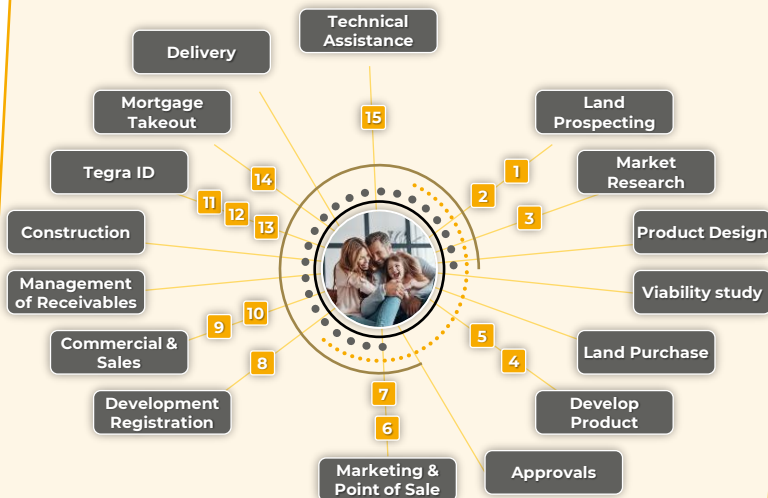 Technical
Assistance
Delivery
Mortgage
Takeout
Land
Prospecting
15
Tegra ID
14
1
Market
Research
2
11
12
13
3
Construction
Product Design
Management
of Receivables
Viability study
10
9
5
Commercial &
Sales
8
4
Land Purchase
7
Development
Registration
6
Develop
Product
Marketing &
Point of Sale
Approvals